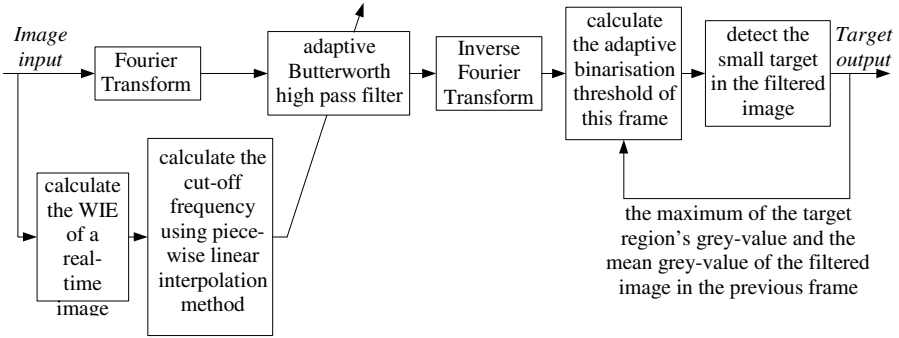 Image
input
Fourier
Transform
adaptive
Butterworth
high pass filter
Inverse
Fourier
Transform
calculate
the adaptive
binarisation
threshold of
this frame
detect the
small target
in the filtered
image
Target
output
calculate
the WIE
of a
real-
time
image
calculate the
cut-off
frequency
using piece-
wise linear
interpolation
method
the maximum of the target
region's grey-value and the
mean grey-value of the filtered
image in the previous frame